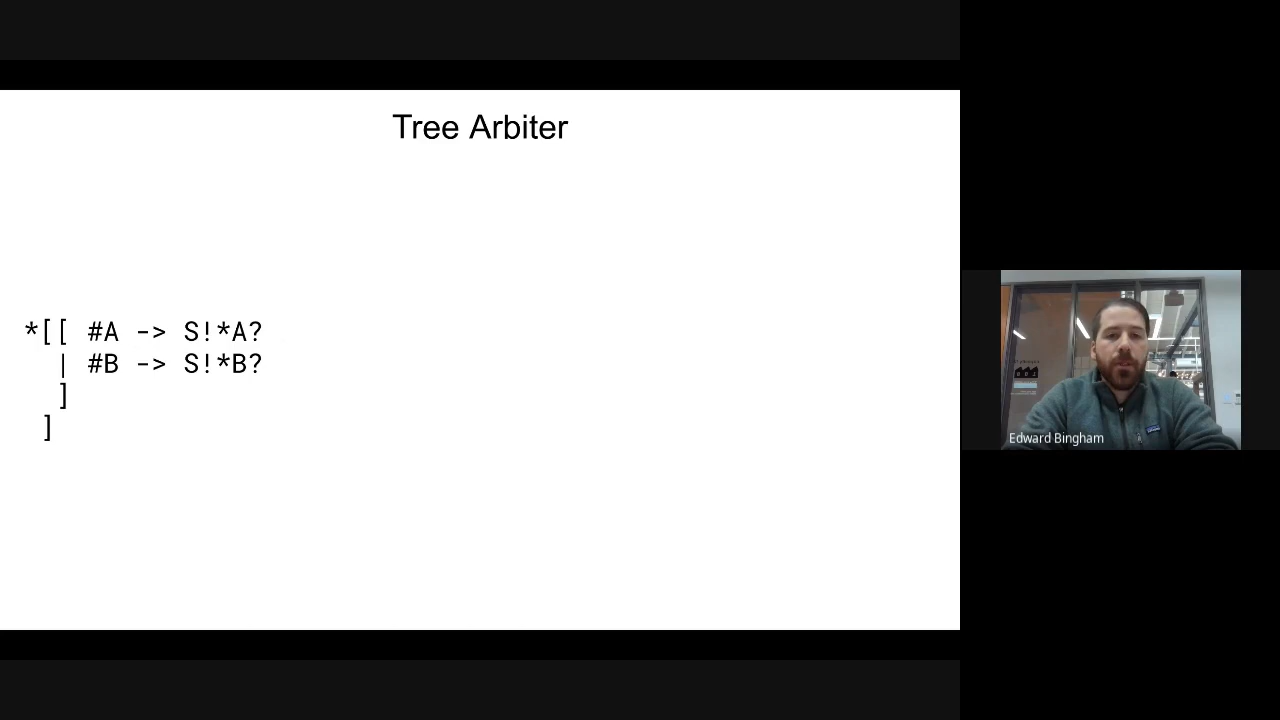 Tree Arbiter
*[[ #A -> S!*A?
| #B -> S!*B?
]
]
Edward Bingham